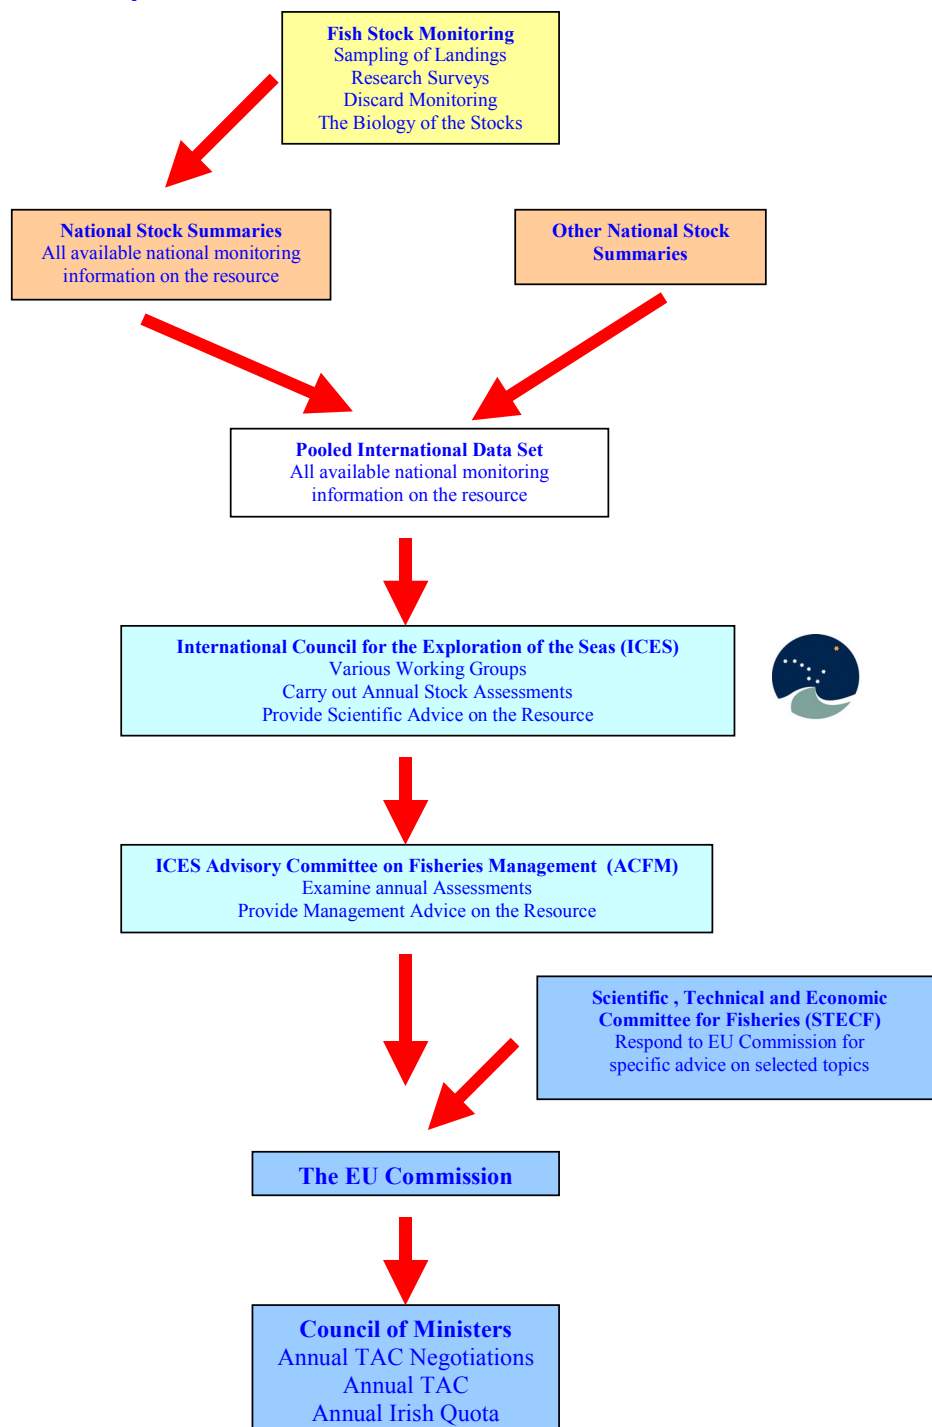 Fish Stock Monitoring
Sampling of Landings
Research Surveys
Discard Monitoring
The Biology of the Stocks
National Stock Summaries
All available national monitoring
information on the resource
Other National Stock
Summaries
Pooled International Data Set
All available national monitoring
information on the resource
International Council for the Exploration of the Seas (ICES)
Various Working Groups
Carry out Annual Stock Assessments
Provide Scientific Advice on the Resource
ICES Advisory Committee on Fisheries Management  (ACFM)
Examine annual Assessments
Provide Management Advice on the Resource
Scientific , Technical and Economic
Committee for Fisheries (STECF)
Respond to EU Commission for
specific advice on selected topics
The EU Commission
Council of Ministers
Annual TAC Negotiations
Annual TAC
Annual Irish Quota